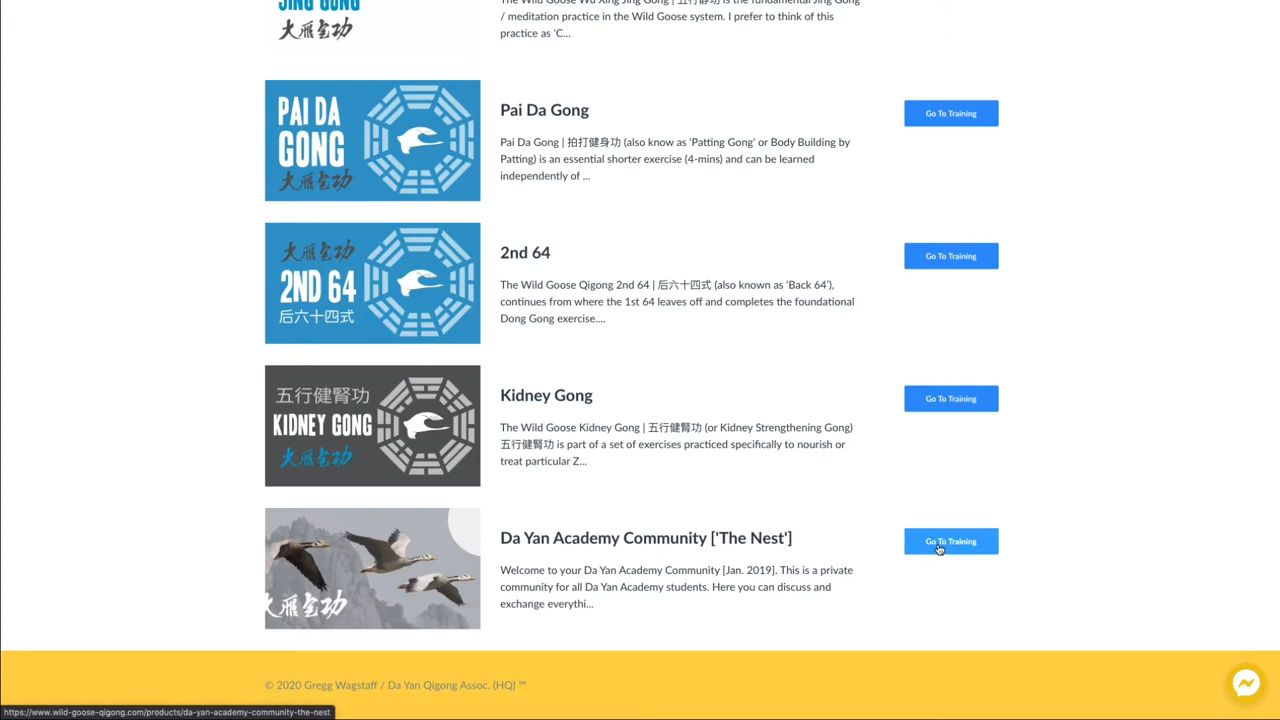 JING GONG
大雁气功
The Wild Goose Wu Xing Jing Gong | 五行静功 is the fundamental Jing Gong
/ meditation practice in the Wild Goose system. I prefer to think of this
practice as 'C...
PAI DA
GONG
大雁气功
Pai Da Gong
Go To Training
Pai Da Gong | 拍打健身功 (also know as 'Patting Gong' or Body Building by
Patting) is an essential shorter exercise (4-mins) and can be learned
independently of ...
大雁气功
2ND 64
后六十四式
2nd 64
Go To Training
The Wild Goose Qigong 2nd 64 | 后六十四式 (also known as 'Back 64'),
continues from where the 1st 64 leaves off and completes the foundational
Dong Gong exercise....
五行健腎功
KIDNEY GONG
大雁气功
Kidney Gong
Go To Training
The Wild Goose Kidney Gong | 五行健腎功 (or Kidney Strengthening Gong)
五行健腎功 is part of a set of exercises practiced specifically to nourish or
treat particular Z...
大雁气功
Da Yan Academy Community ['The Nest']
Go To Training
Welcome to your Da Yan Academy Community [Jan. 2019]. This is a private
community for all Da Yan Academy students. Here you can discuss and
exchange everythi...
© 2020 Gregg Wagstaff / Da Yan Qigong Assoc. (HQ) ™
https://www.wild-goose-qigong.com/products/da-yan-academy-community-the-nest